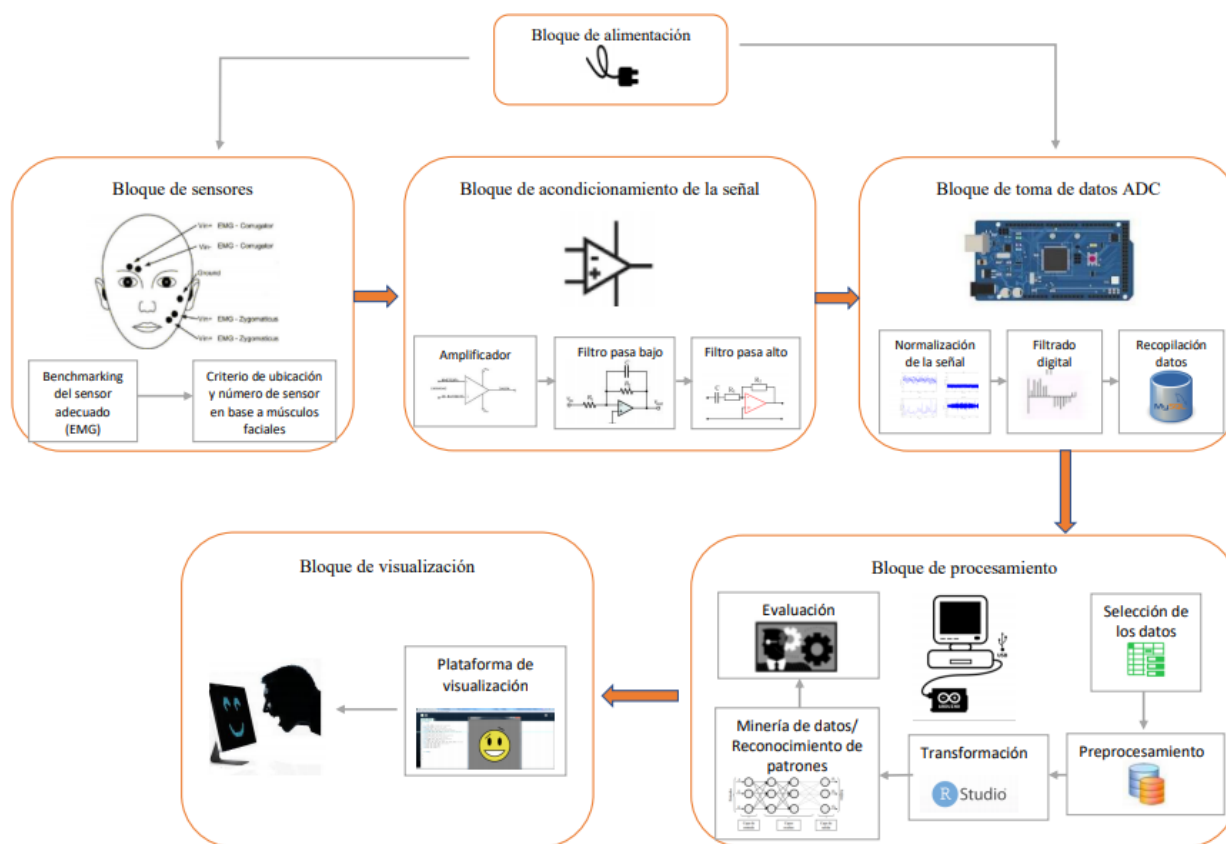 Bloque de alimentación
Bloque de sensores
Vin+ EMG - Corrugator
Vin- EMG - Corrugator
Ground
Vin+ EMG - Zygomaticus
Vin+ EMG - Zygomaticus
Benchmarking
del sensor
adecuado
(EMG)
Criterio de ubicación
y número de sensor
en base a músculos
faciales
Bloque de acondicionamiento de la señal
Amplificador
Filtro pasa bajo
C
Filtro pasa alto
C
Bloque de toma de datos ADC
Normalización
de la señal
Filtrado
digital
Recopilación
datos
Bloque de visualización
Plataforma de
visualización
Bloque de procesamiento
Evaluación
USB
Selección de
los datos
Minería de datos/
Reconocimiento de
patrones
Transformación
R Studio
Preprocesamiento